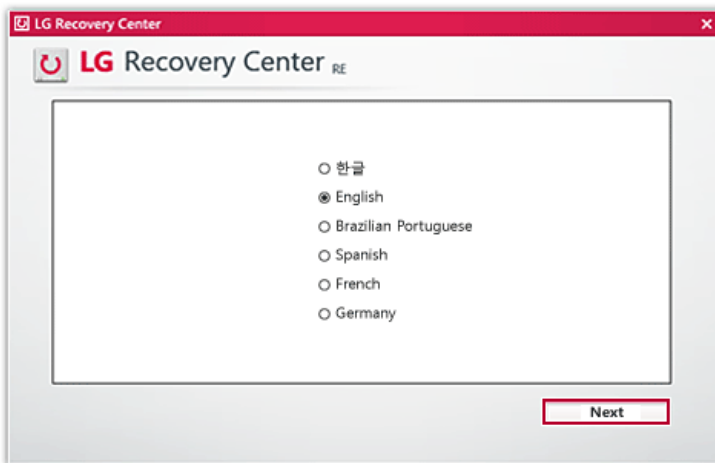 LG Recovery Center
LG Recovery Center RE
한글
English
Brazilian Portuguese
Spanish
French
Germany
Next